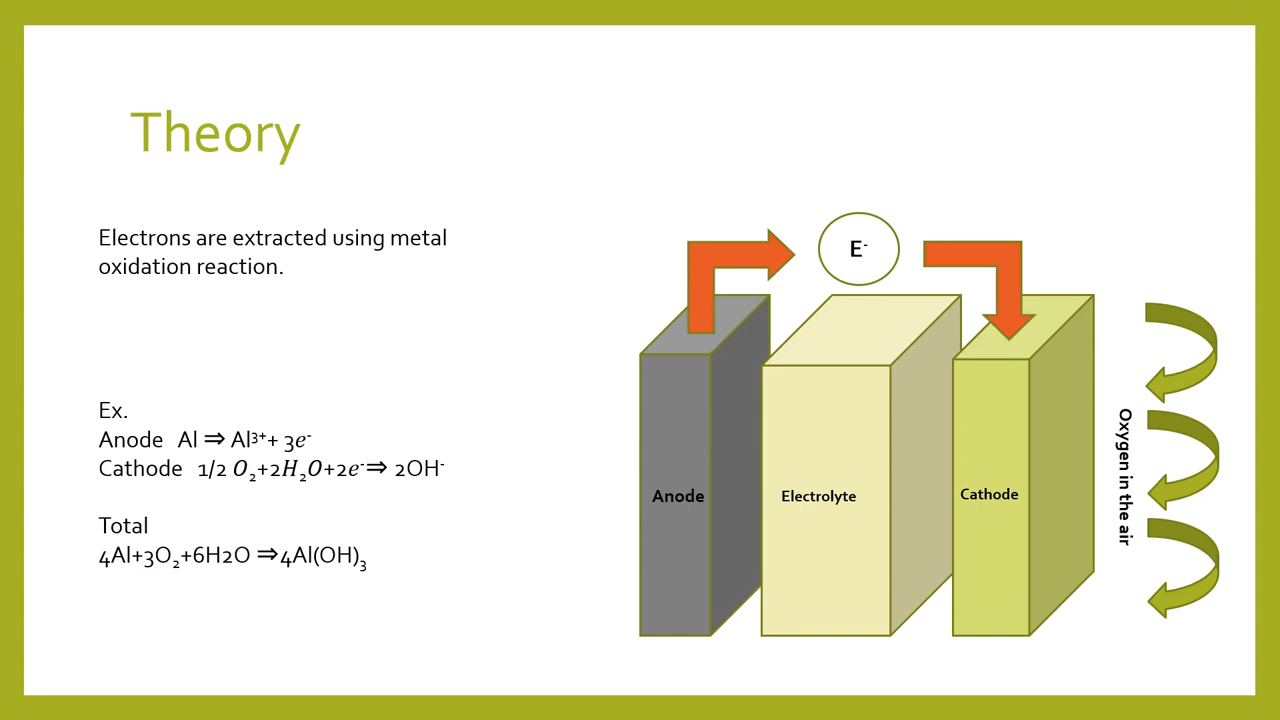 Theory
Electrons are extracted using metal
oxidation reaction.
Ex.
Anode Al ⇒ Al³⁺+ 3𝑒⁻
Cathode 1/2 𝑂₂+2𝐻₂𝑂+2𝑒⁻⇒ 2OH⁻
Total
4Al+3O₂+6H2O ⇒4Al(OH)₃
E⁻
Anode
Electrolyte
Cathode
Oxygen in the air